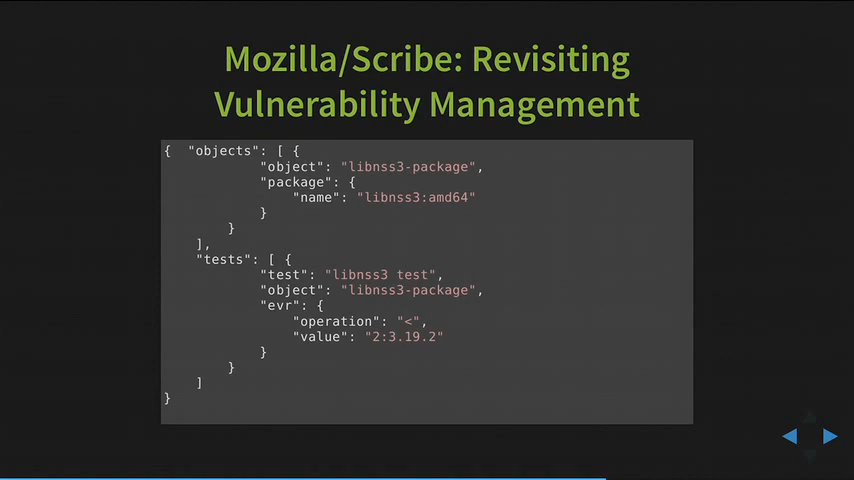 Mozilla/Scribe: Revisiting
Vulnerability Management
{  "objects": [ {
            "object": "libnss3-package",
            "package": {
                "name": "libnss3:amd64"
            }
        }
    ],
    "tests": [ {
            "test": "libnss3 test",
            "object": "libnss3-package",
            "evr": {
                "operation": "<",
                "value": "2:3.19.2"
            }
        }
    ]
}